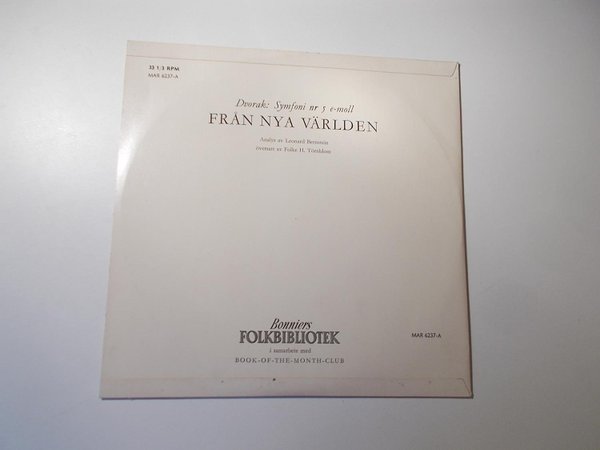 33 1/3 RPM
MAR 6237-A
Dvorak: Symfoni nr 5 e-moll
FRÅN NYA VÄRLDEN
Analys av Leonard Bernstein
översatt av Folke H. Törnblom
Bonniers
FOLKBIBLIOTEK
i samarbete med
BOOK-OF-THE-MONTH-CLUB
MAR 6237-A